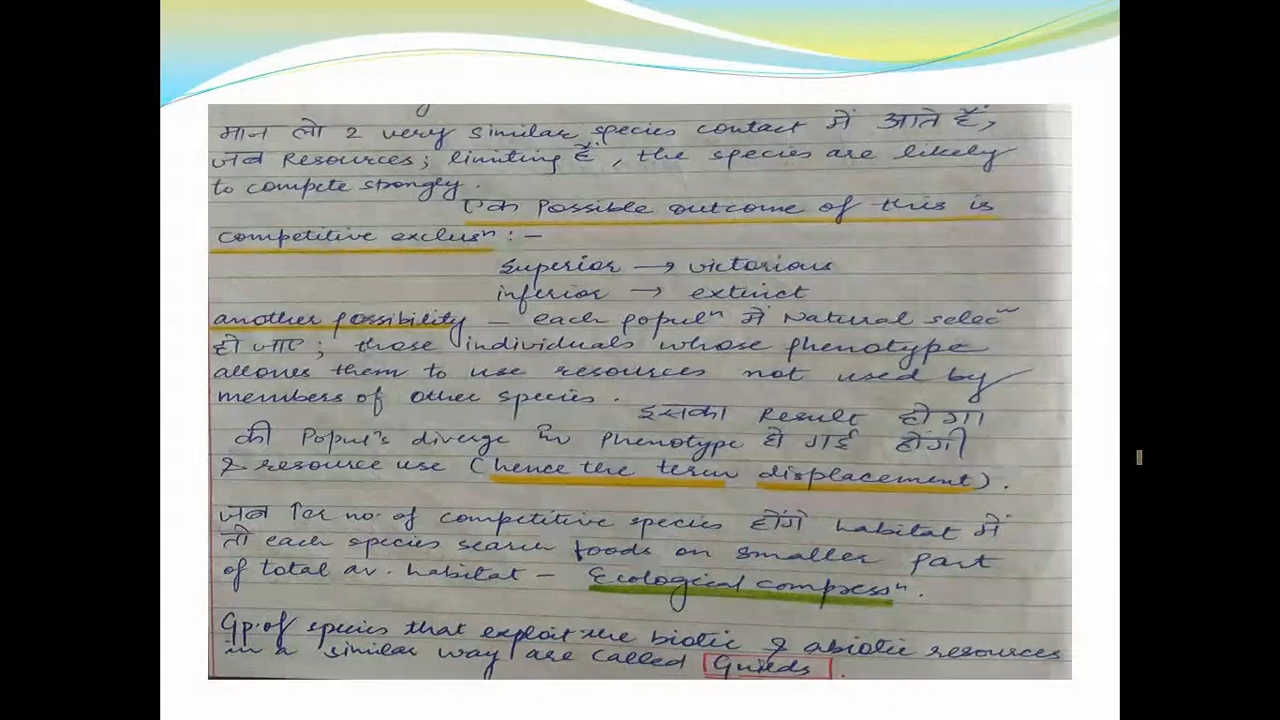 मान लो 2 very similar species contact में आते हैं,
जब Resources; limiting हैं, the species are likely
to compete strongly.
एक Possible outcome of this is
competitive exclusⁿ :-
Superior → victorious
inferior → extinct
another possibility - each populⁿ में Natural selecⁿ
हो जाए; those individuals whose phenotype
allows them to use resources not used by
members of other species.
इसका Result होगा
की Populⁿs diverge in Phenotype हो गई होंगी
& resource use (hence the term displacement).
जब ↑er no. of competitive species होंगे habitat में
तो each species search foods on smaller part
of total av. habitat - Ecological compressⁿ.
Gp. of species that exploit the biotic & abiotic resources
in a similar way are called Guilds.